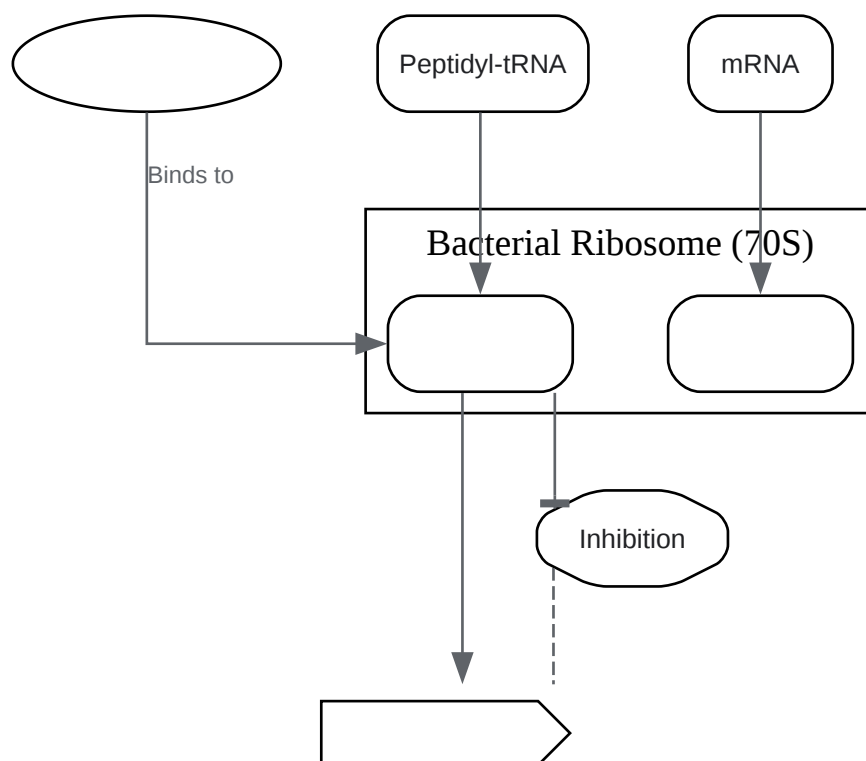 Peptidyl-tRNA
mRNA
Binds to
Bacterial Ribosome (70S)
Inhibition